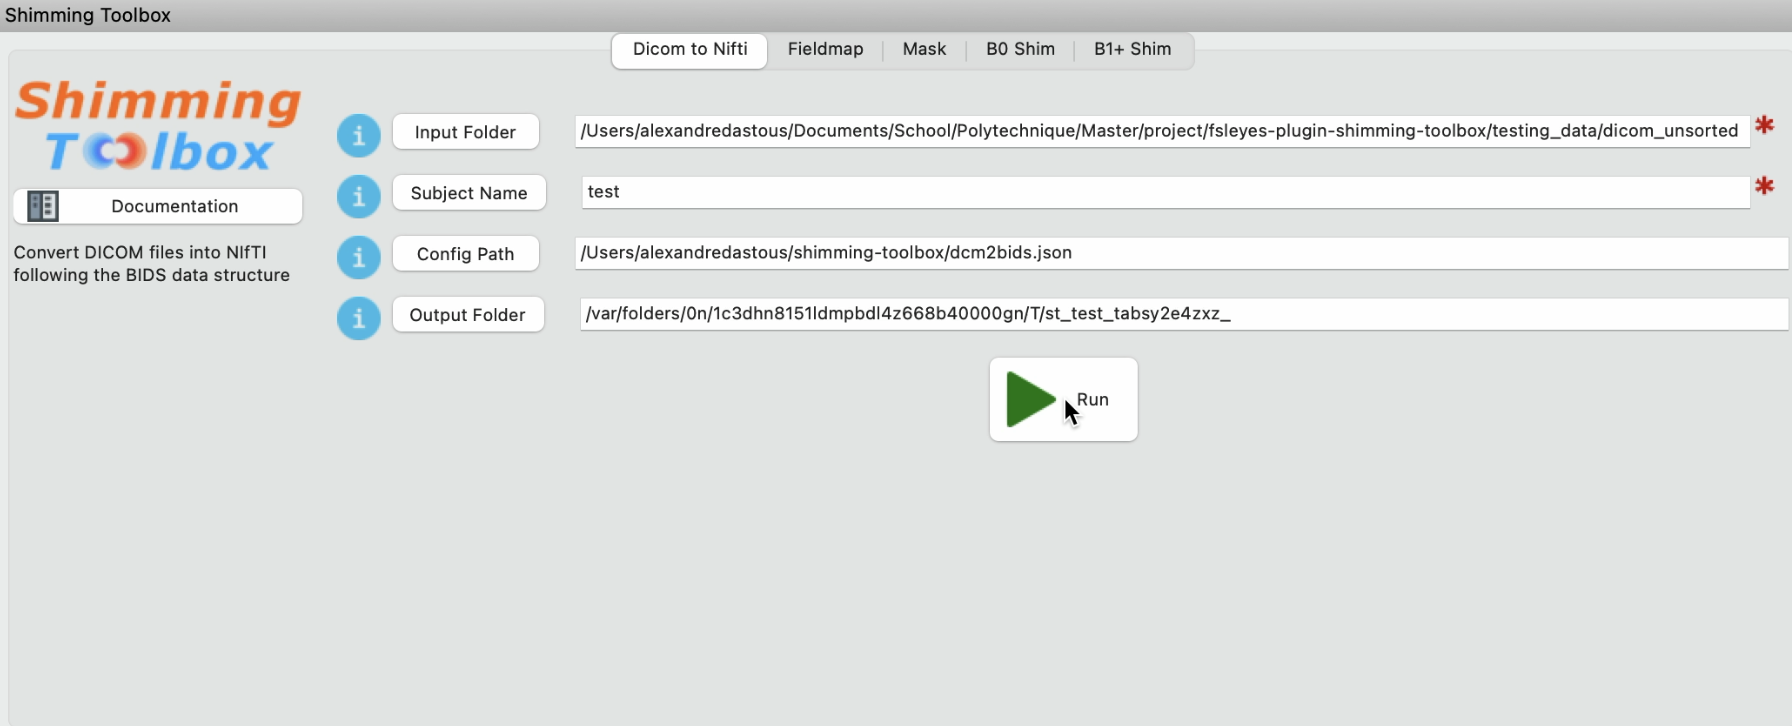 Shimming Toolbox
Dicom to Nifti
Fieldmap
Mask
B0 Shim
B1+ Shim
Shimming
Toolbox
Documentation
Convert DICOM files into NIfTI
following the BIDS data structure
i Input Folder /Users/alexandredastous/Documents/School/Polytechnique/Master/project/fsleyes-plugin-shimming-toolbox/testing_data/dicom_unsorted *
i Subject Name test *
i Config Path /Users/alexandredastous/shimming-toolbox/dcm2bids.json
i Output Folder /var/folders/0n/1c3dhn8151ldmpbdl4z668b40000gn/T/st_test_tabsy2e4zxz_
Run